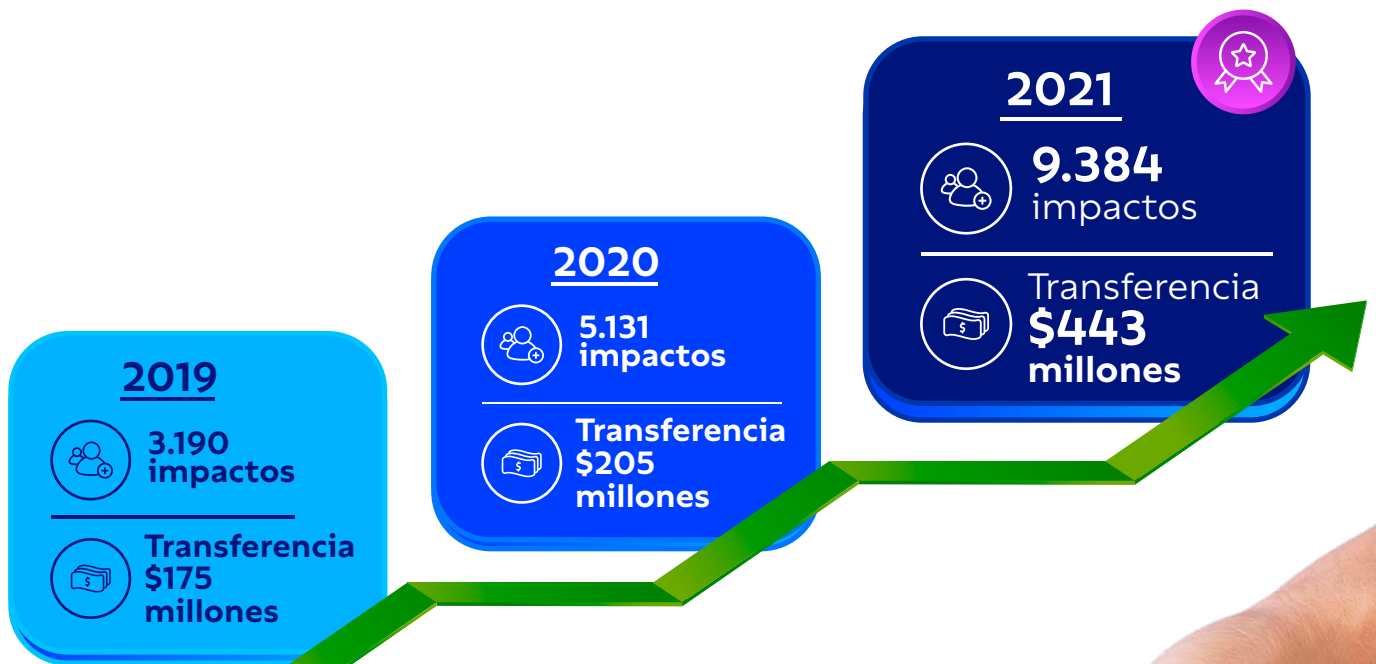 2019
3.190
impactos
Transferencia
$175
millones
2020
5.131
impactos
Transferencia
$205
millones
2021
9.384
impactos
Transferencia
$443
millones